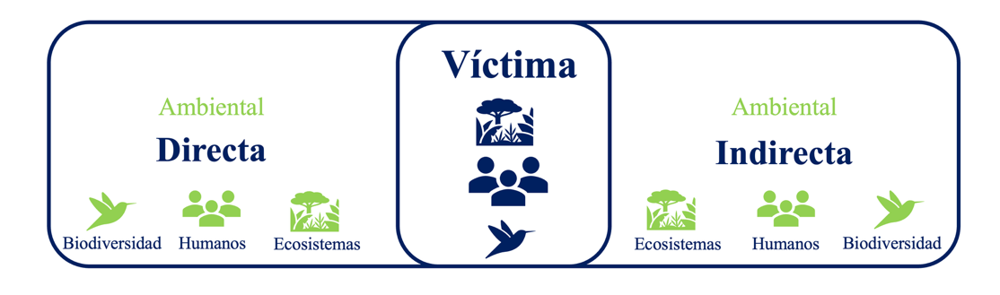 Ambiental
Directa
Biodiversidad
Humanos
Ecosistemas
Víctima
Ambiental
Indirecta
Ecosistemas
Humanos
Biodiversidad